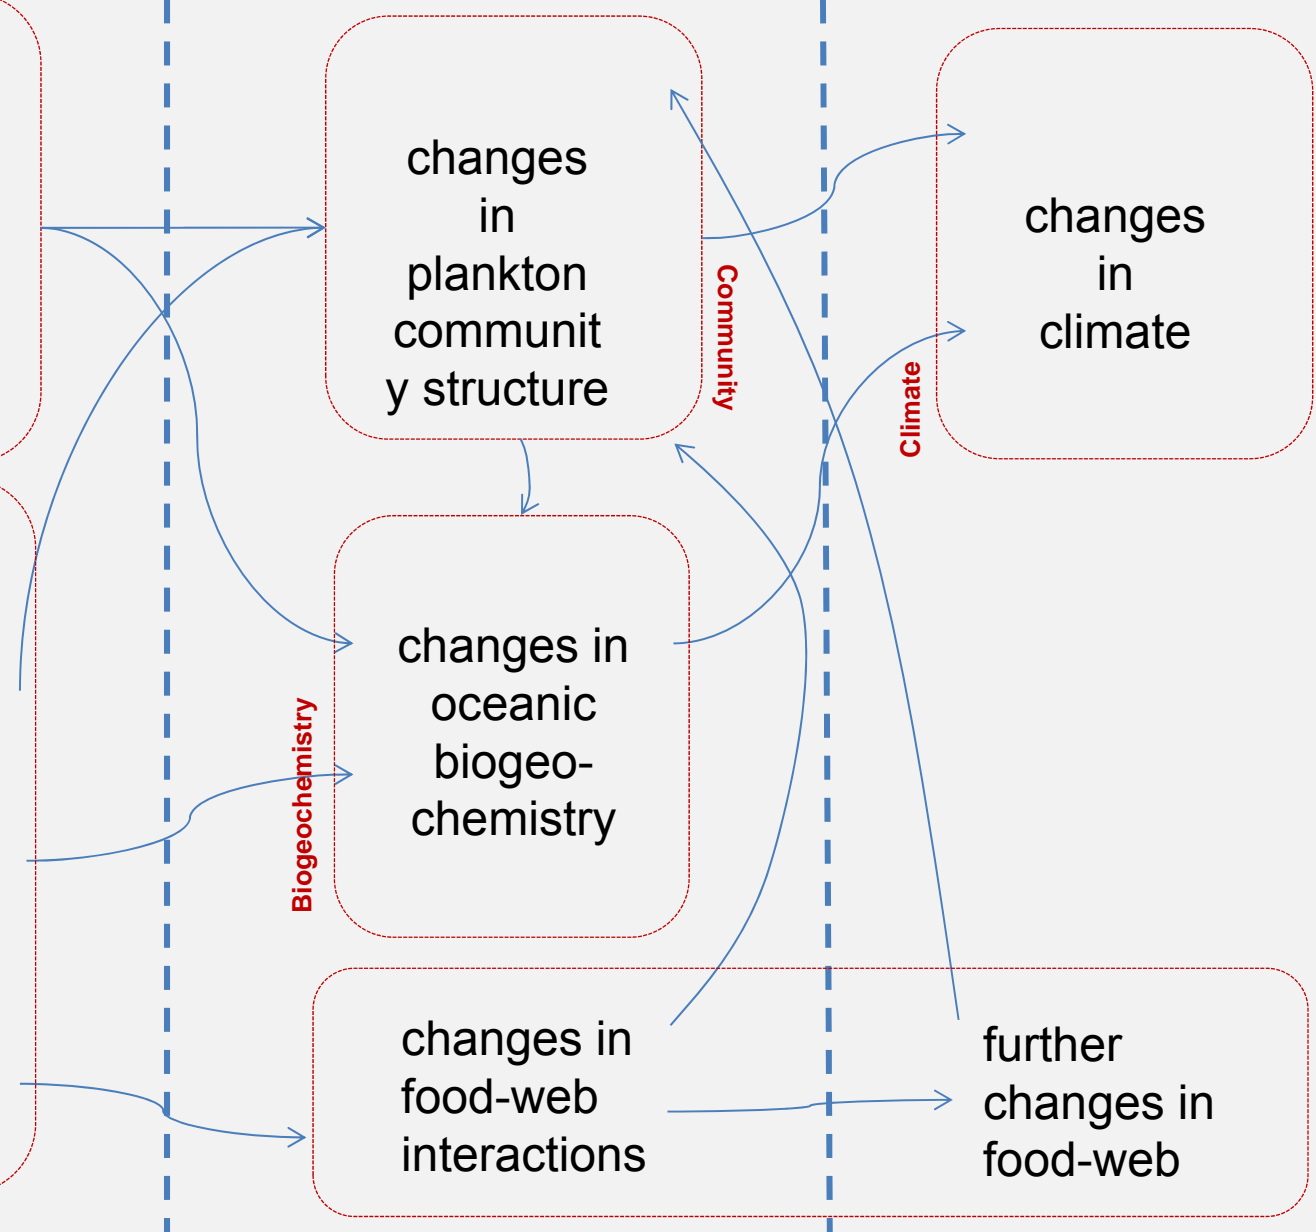 changes
in
plankton
communit
y structure
Community
changes
in
climate
Climate
changes in
oceanic
biogeo-
chemistry
Biogeochemistry
changes in
food-web
interactions
further
changes in
food-web